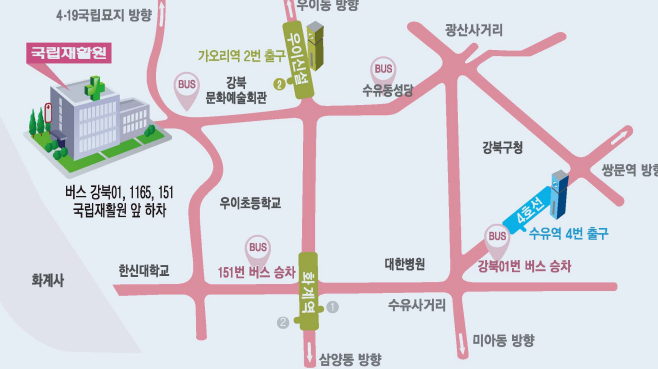 4·19국립묘지 방향
우이동 방향
국립재활원
가오리역 2번 출구
우이신설
2
광산사거리
BUS
BUS
강북
문화예술회관
수유동성당
강북구청
쌍문역 방향
버스 강북01, 1165, 151
국립재활원 앞 하차
우이초등학교
4호선
수유역 4번 출구
BUS
BUS
한신대학교
151번 버스 승차
대한병원
강북01번 버스 승차
화계사
화계역
1
2
수유사거리
삼양동 방향
미아동 방향